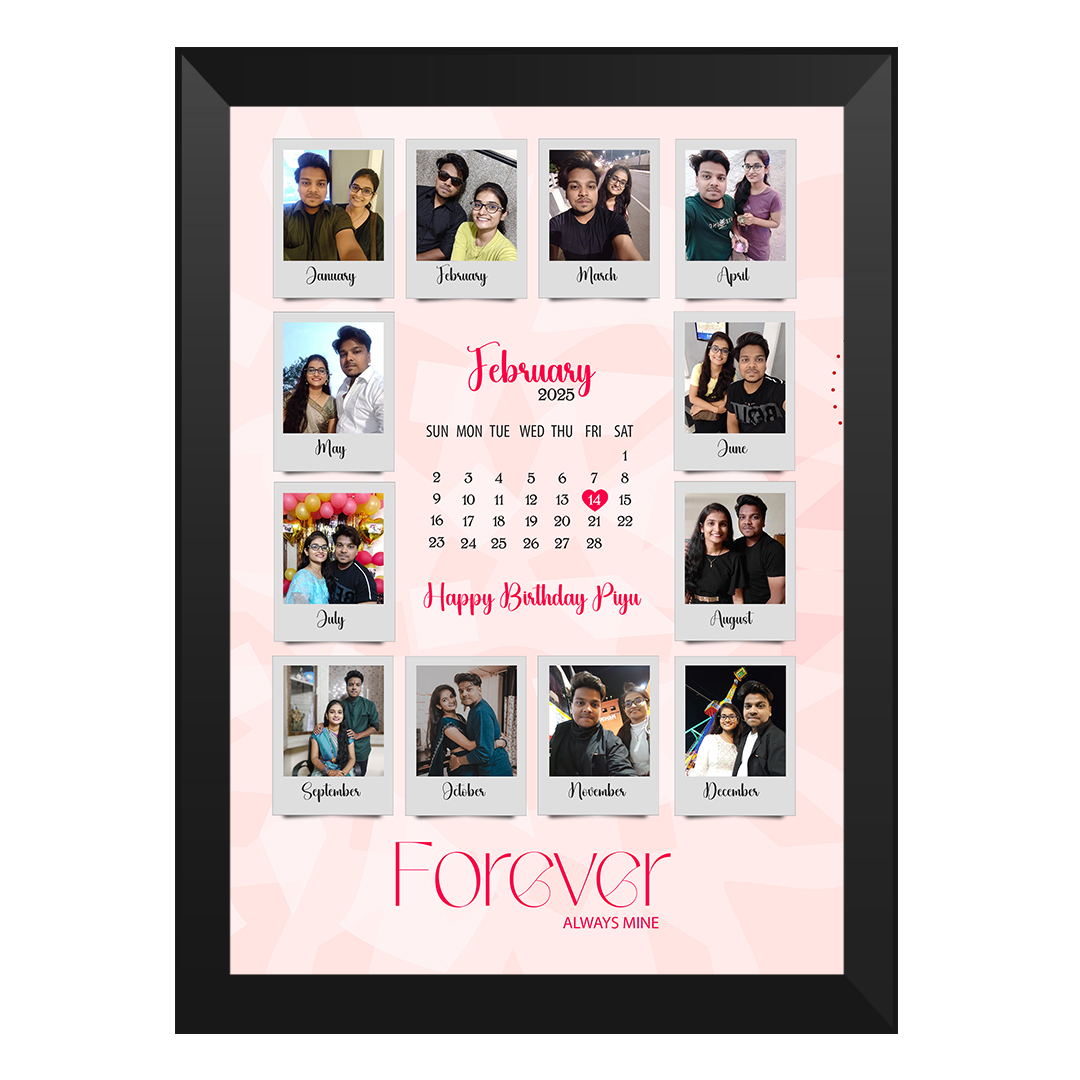 January February March April
May
June
July
August
February
2025
SUN MON TUE WED THU FRI SAT
1
2 3 4 5 6 7 8
9 10 11 12 13 14 15
16 17 18 19 20 21 22
23 24 25 26 27 28
Happy Birthday Piyu
September October November December
Forever
ALWAYS MINE